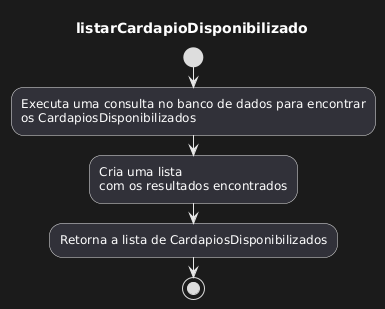 listarCardapioDisponibilizado
Executa uma consulta no banco de dados para encontrar
os CardapiosDisponibilizados
Cria uma lista
com os resultados encontrados
Retorna a lista de CardapiosDisponibilizados